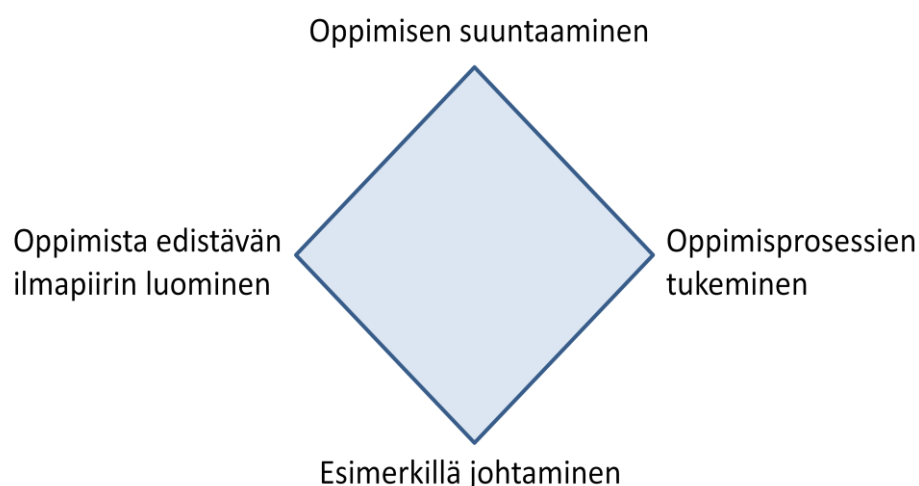 Oppimisen suuntaaminen
Oppimista edistävän
ilmapiirin luominen
Oppimisprosessien
tukeminen
Esimerkillä johtaminen